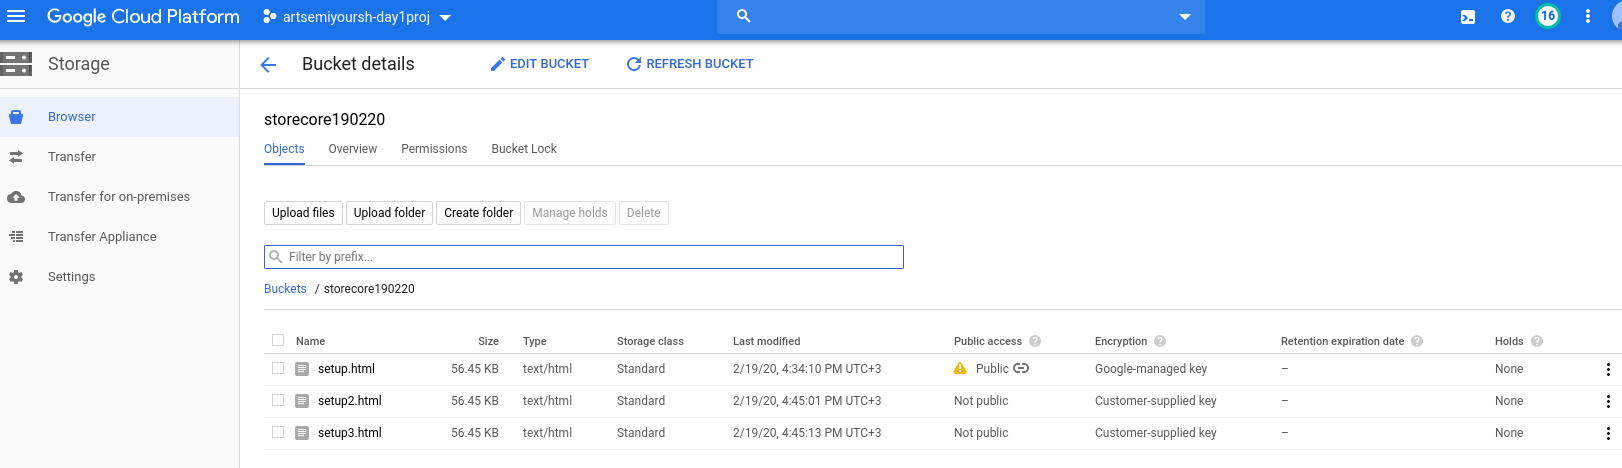 Google Cloud Platform artsemiyoursh-day1proj 16
Storage Bucket details EDIT BUCKET REFRESH BUCKET
Browser
Transfer
Transfer for on-premises
Transfer Appliance
Settings
storecore190220
Objects Overview Permissions Bucket Lock
Upload files Upload folder Create folder Manage holds Delete
Filter by prefix...
Buckets / storecore190220
Name Size Type Storage class Last modified Public access ? Encryption ? Retention expiration date ? Holds ?
setup.html 56.45 KB text/html Standard 2/19/20, 4:34:10 PM UTC+3 Public Google-managed key – None
setup2.html 56.45 KB text/html Standard 2/19/20, 4:45:01 PM UTC+3 Not public Customer-supplied key – None
setup3.html 56.45 KB text/html Standard 2/19/20, 4:45:13 PM UTC+3 Not public Customer-supplied key – None